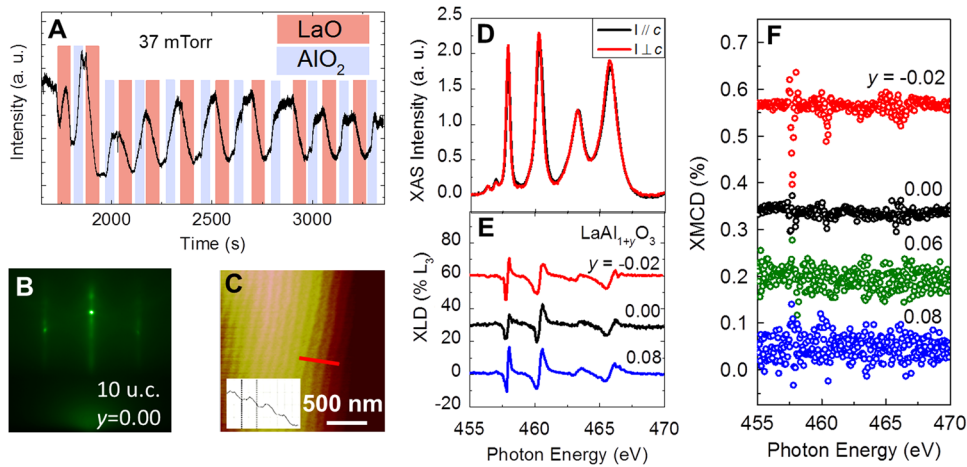 A
37 mTorr
LaO
AlO₂
Intensity (a. u.)
2000
2500
3000
Time (s)
B
10 u.c.
y=0.00
C
500 nm
D
I // c
I ⊥ c
XAS Intensity (a. u.)
2.5
2.0
1.5
1.0
0.5
0.0
E
LaAl₁₊yO₃
y = -0.02
0.00
0.08
XLD (% L₃)
80
60
40
20
0
-20
455
460
465
470
Photon Energy (eV)
F
y = -0.02
0.00
0.06
0.08
XMCD (%)
0.7
0.6
0.5
0.4
0.3
0.2
0.1
0.0
455
460
465
470
Photon Energy (eV)